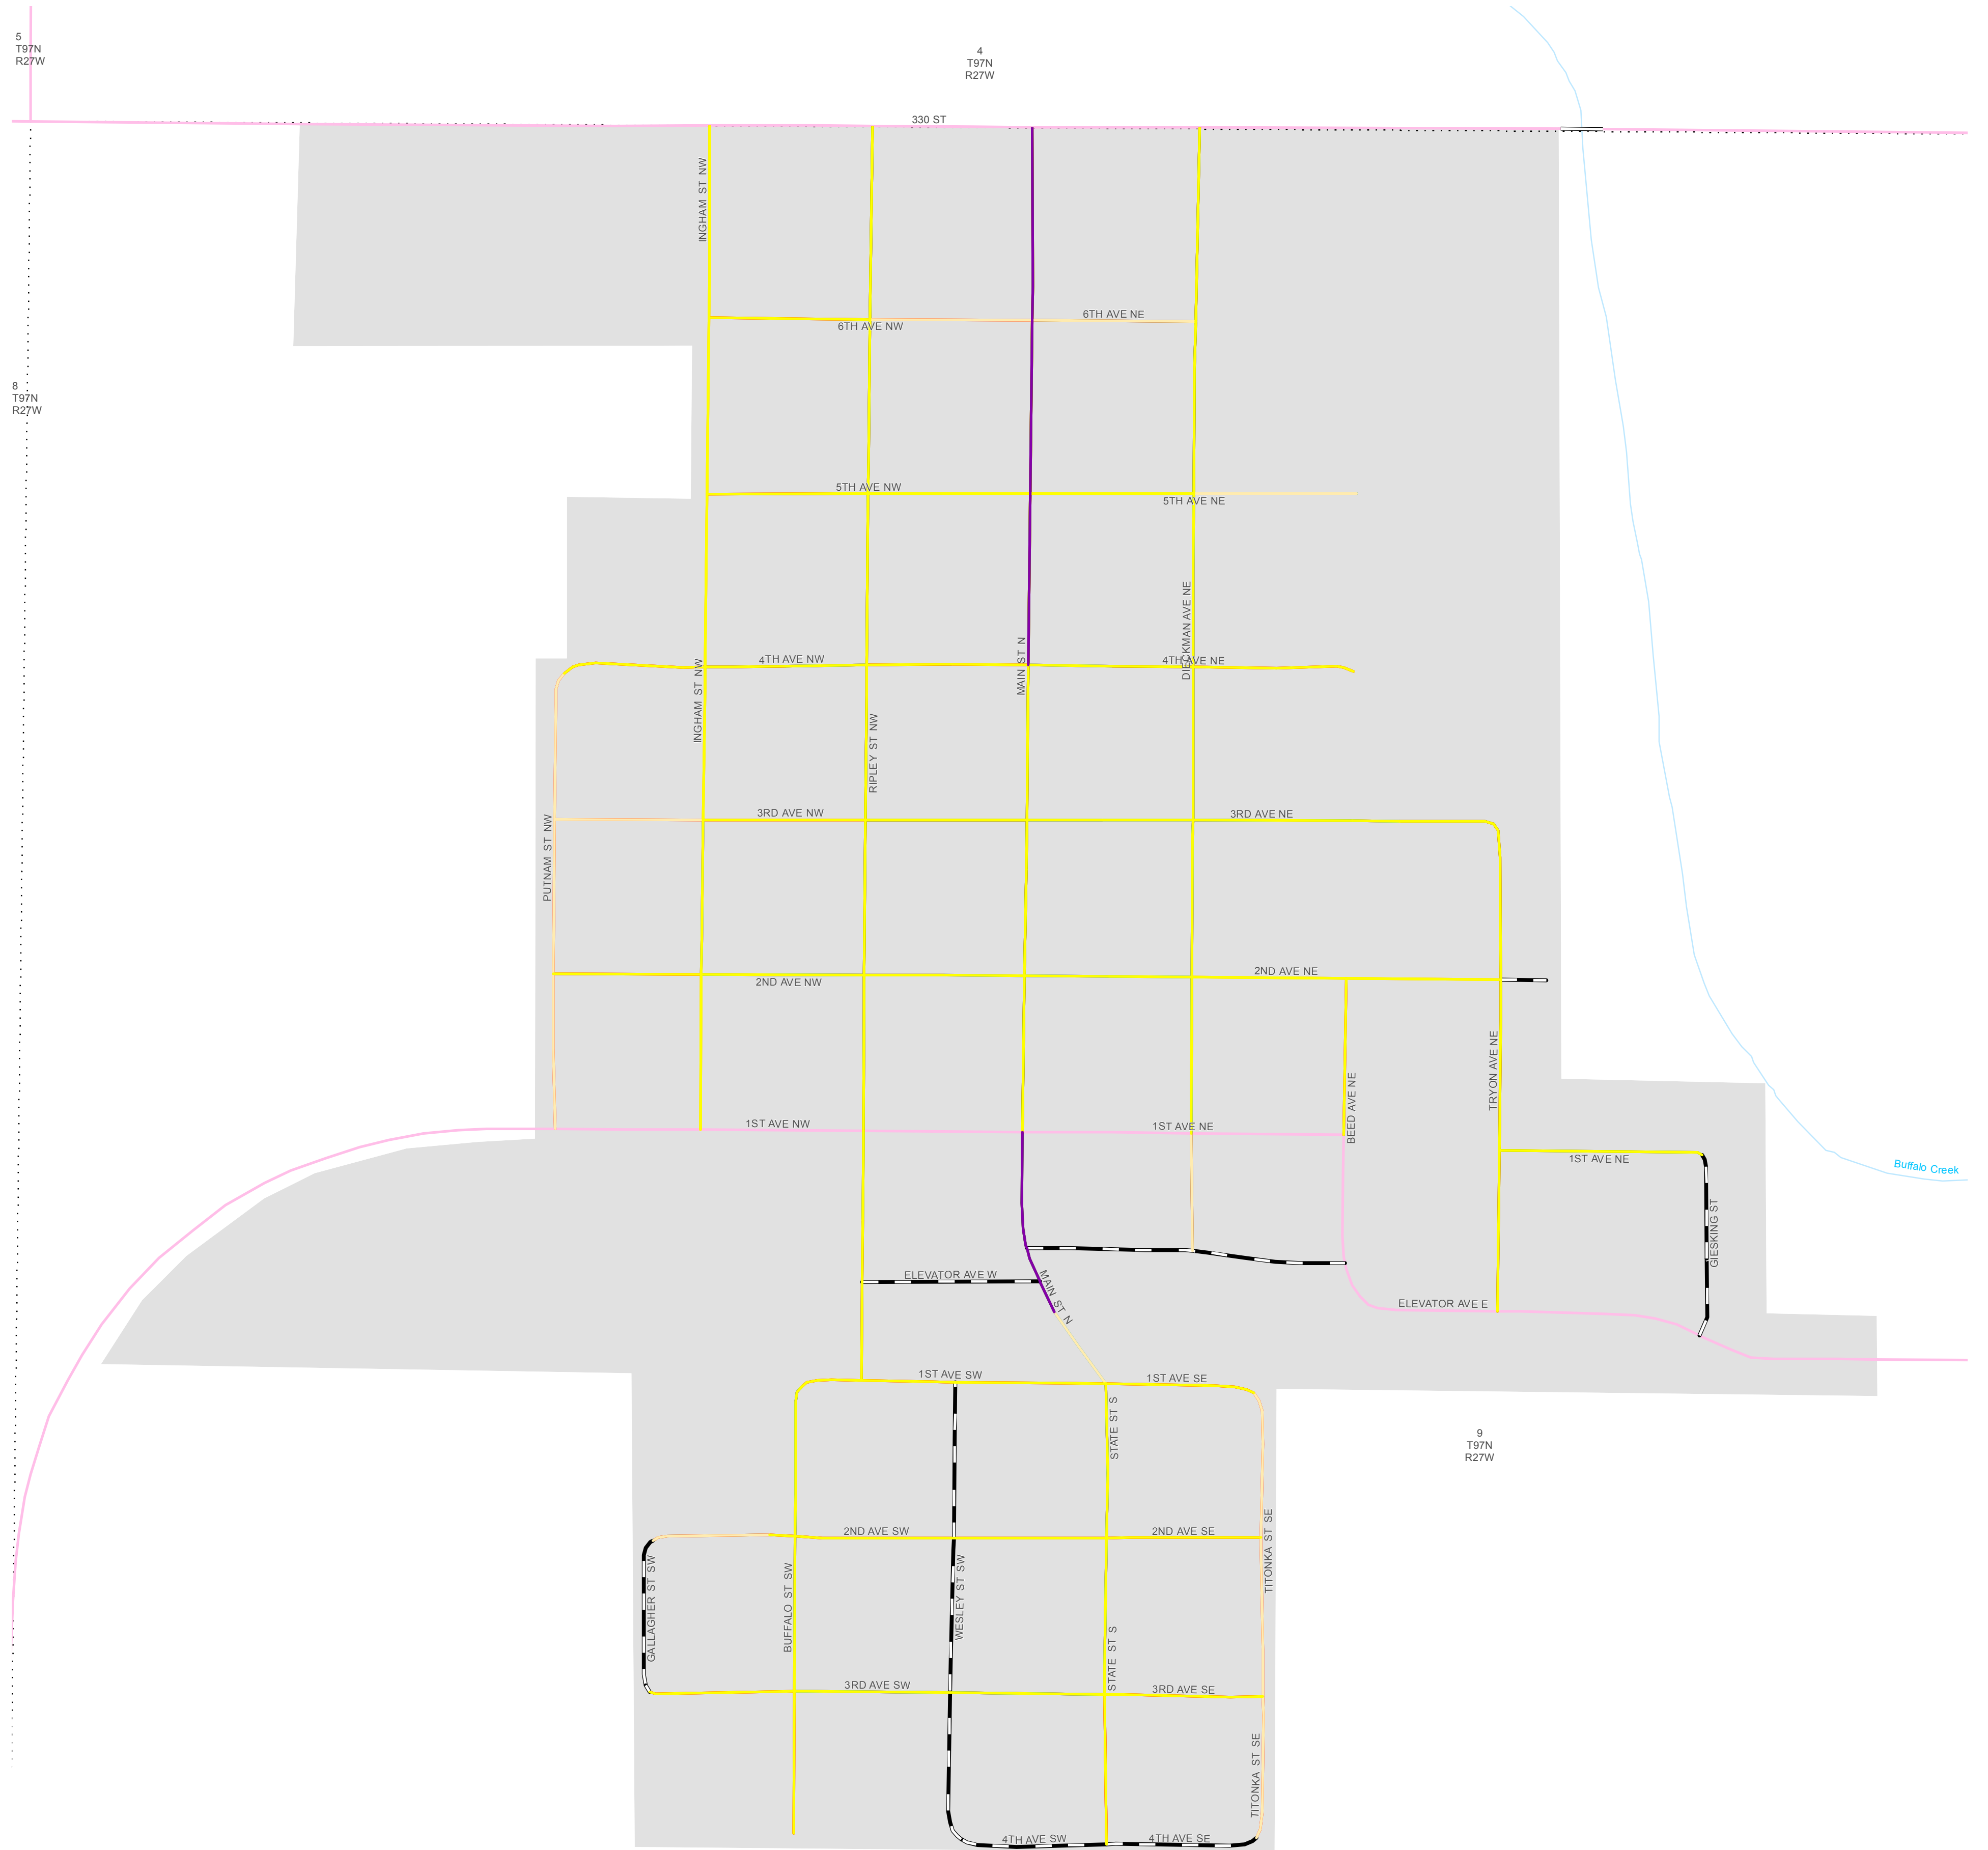 5
T97N
R27W
4
T97N
R27W
330 ST
INGHAM ST NW
6TH AVE NE
6TH AVE NW
8
T97N
R27W
5TH AVE NW
5TH AVE NE
DIECKMAN AVE NE
MAIN ST N
4TH AVE NW
4TH AVE NE
INGHAM ST NW
RIPLEY ST NW
3RD AVE NW
3RD AVE NE
PUTNAM ST NW
2ND AVE NE
2ND AVE NW
TRYON AVE NE
BEED AVE NE
1ST AVE NW
1ST AVE NE
1ST AVE NE
Buffalo Creek
GIESKING ST
ELEVATOR AVE W
MAIN ST N
ELEVATOR AVE E
1ST AVE SW
1ST AVE SE
STATE ST S
9
T97N
R27W
2ND AVE SW
2ND AVE SE
TITONKA ST SE
GALLAGHER ST SW
BUFFALO ST SW
WESLEY ST SW
STATE ST S
3RD AVE SW
3RD AVE SE
TITONKA ST SE
4TH AVE SW
4TH AVE SE